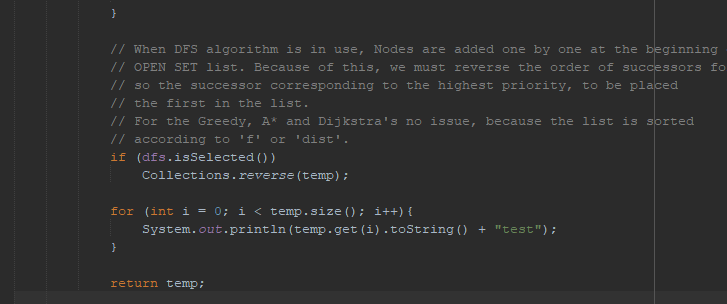 }
// When DFS algorithm is in use, Nodes are added one by one at the beginning
// OPEN SET list. Because of this, we must reverse the order of successors fo
// so the successor corresponding to the highest priority, to be placed
// the first in the list.
// For the Greedy, A* and Dijkstra's no issue, because the list is sorted
// according to 'f' or 'dist'.
if (dfs.isSelected())
Collections.reverse(temp);
for (int i = 0; i < temp.size(); i++){
System.out.println(temp.get(i).toString() + "test");
}
return temp;